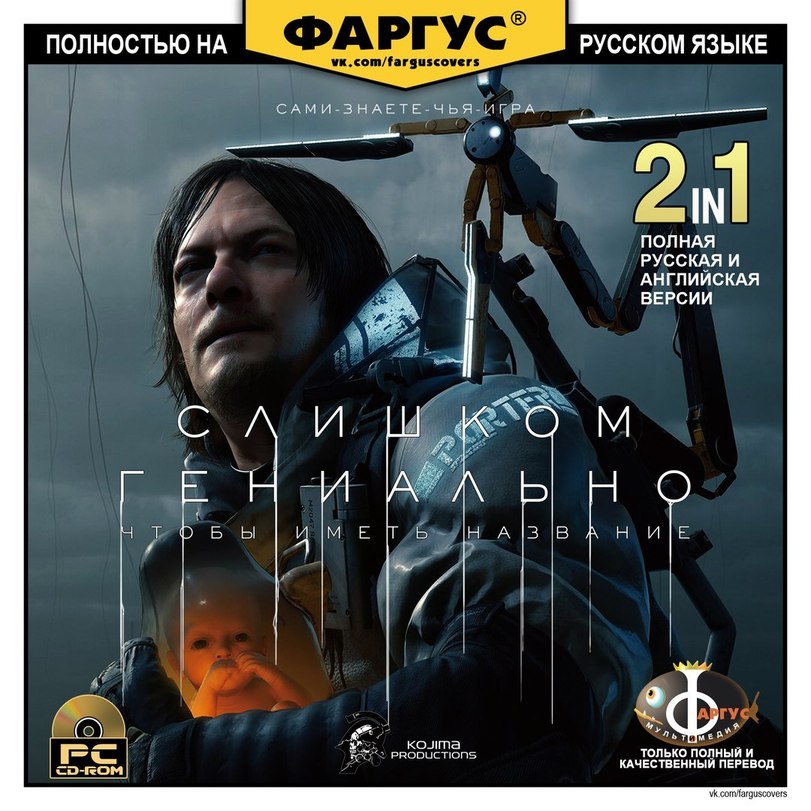 ПОЛНОСТЬЮ НА
ФАРГУС®
vk.com/farguscovers
РУССКОМ ЯЗЫКЕ
САМИ-ЗНАЕТЕ-ЧЬЯ-ИГРА
2IN1
ПОЛНАЯ
РУССКАЯ И
АНГЛИЙСКАЯ
ВЕРСИИ
PORTER
СЛИШКОМ
ГЕНИАЛЬНО
ЧТОБЫ ИМЕТЬ НАЗВАНИЕ
PC
CD-ROM
KOJIMA
PRODUCTIONS
ФАРГУС
МУЛЬТИМЕДИЯ
ТОЛЬКО ПОЛНЫЙ И
КАЧЕСТВЕННЫЙ ПЕРЕВОД
vk.com/farguscovers